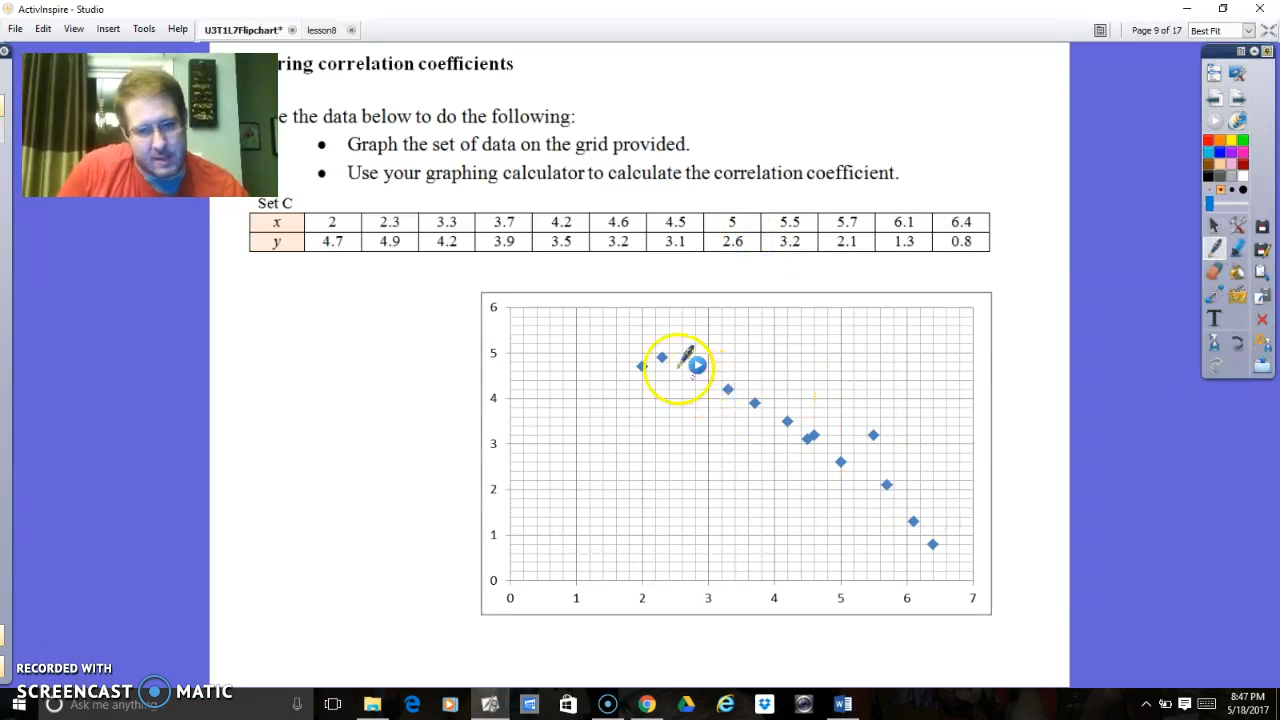 ActivInspire - Studio
File Edit View Insert Tools Help U3T1L7Flipchart* lesson8 Page 9 of 17 Best Fit
ring correlation coefficients
e the data below to do the following:
• Graph the set of data on the grid provided.
• Use your graphing calculator to calculate the correlation coefficient.
Set C
x 2 2.3 3.3 3.7 4.2 4.6 4.5 5 5.5 5.7 6.1 6.4
y 4.7 4.9 4.2 3.9 3.5 3.2 3.1 2.6 3.2 2.1 1.3 0.8
6
5
4
3
2
1
0
0 1 2 3 4 5 6 7
RECORDED WITH
SCREENCAST MATIC
Ask me anything
8:47 PM
5/18/2017